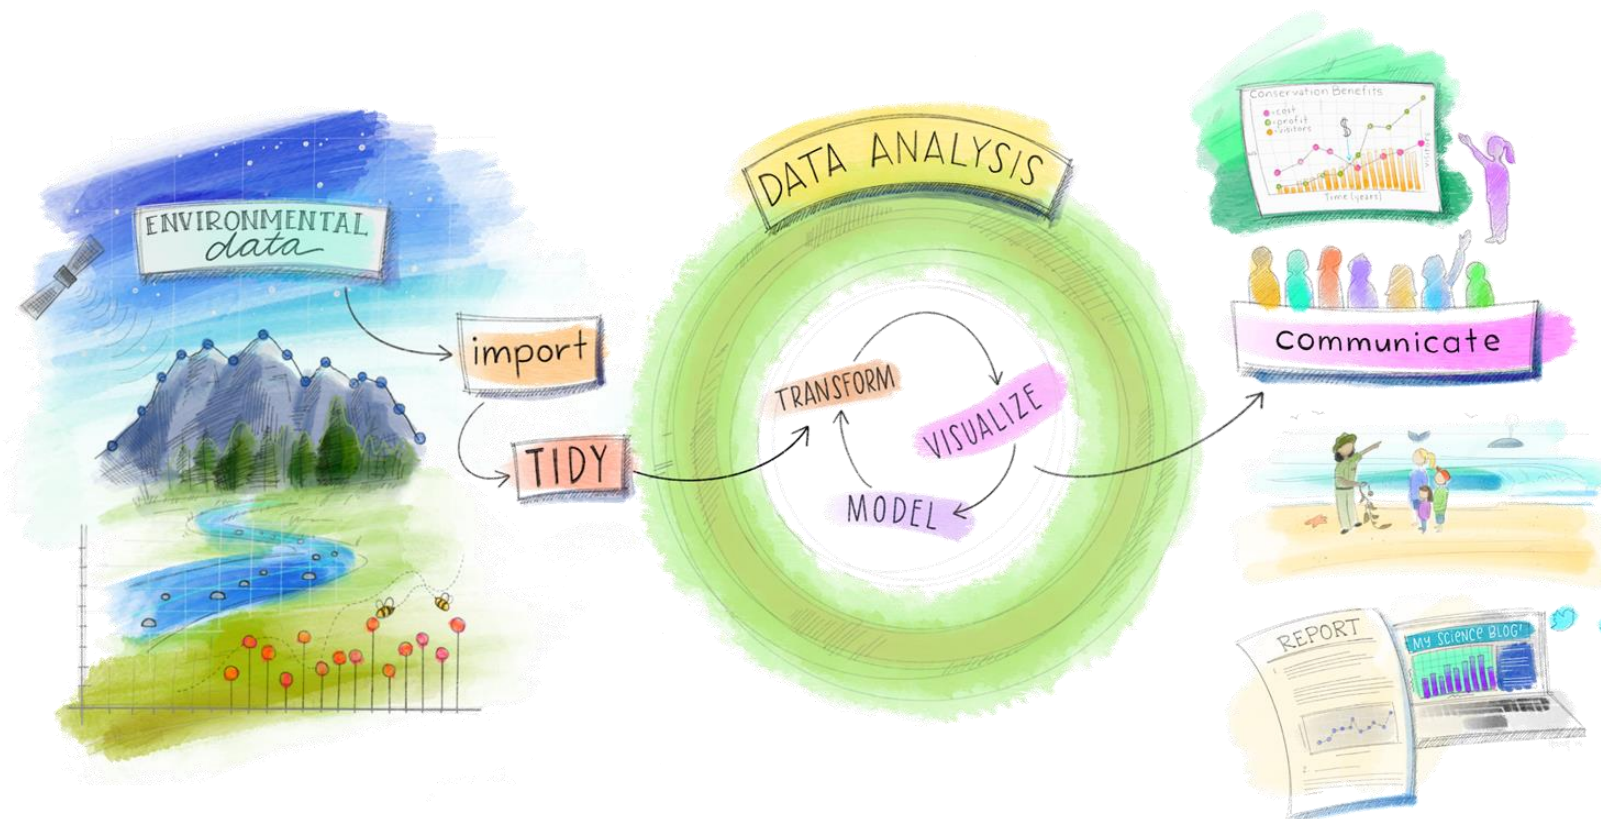 ENVIRONMENTAL
data
import
TIDY
DATA ANALYSIS
TRANSFORM
VISUALIZE
MODEL
Conservation Benefits
=cost
=profit
=visitors
$
visitors
Time (years)
communicate
REPORT
MY SCIENCE BLOG!